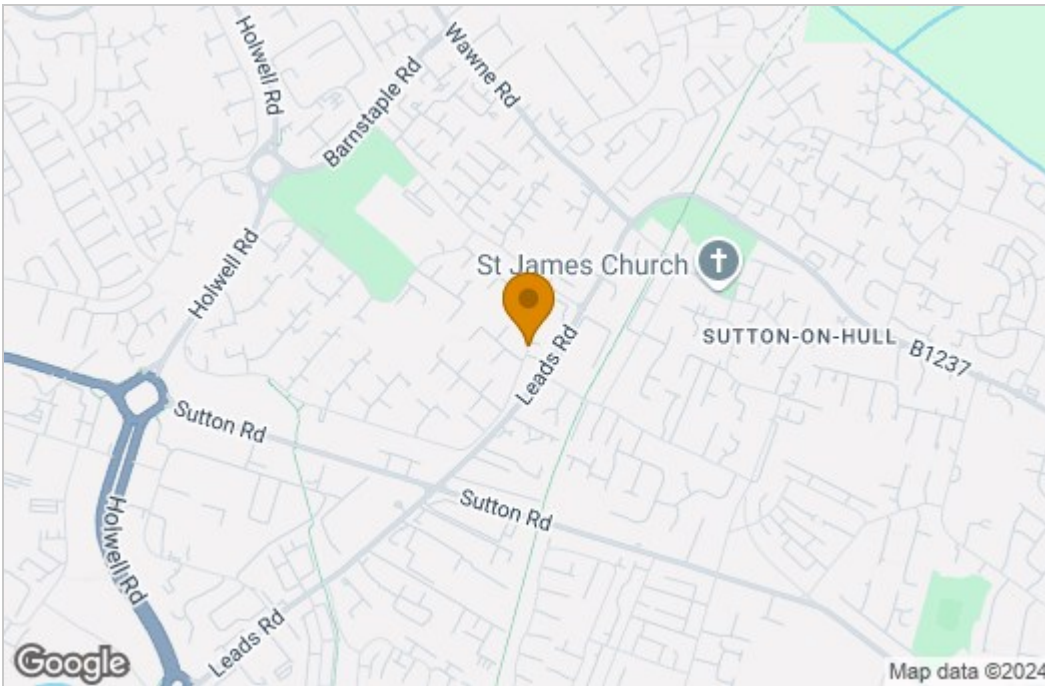 Holwell Rd
Wawne Rd
Barnstaple Rd
Holwell Rd
St James Church
SUTTON-ON-HULL
B1237
Leads Rd
Sutton Rd
Sutton Rd
Holwell Rd
Leads Rd
Google
Map data ©2024